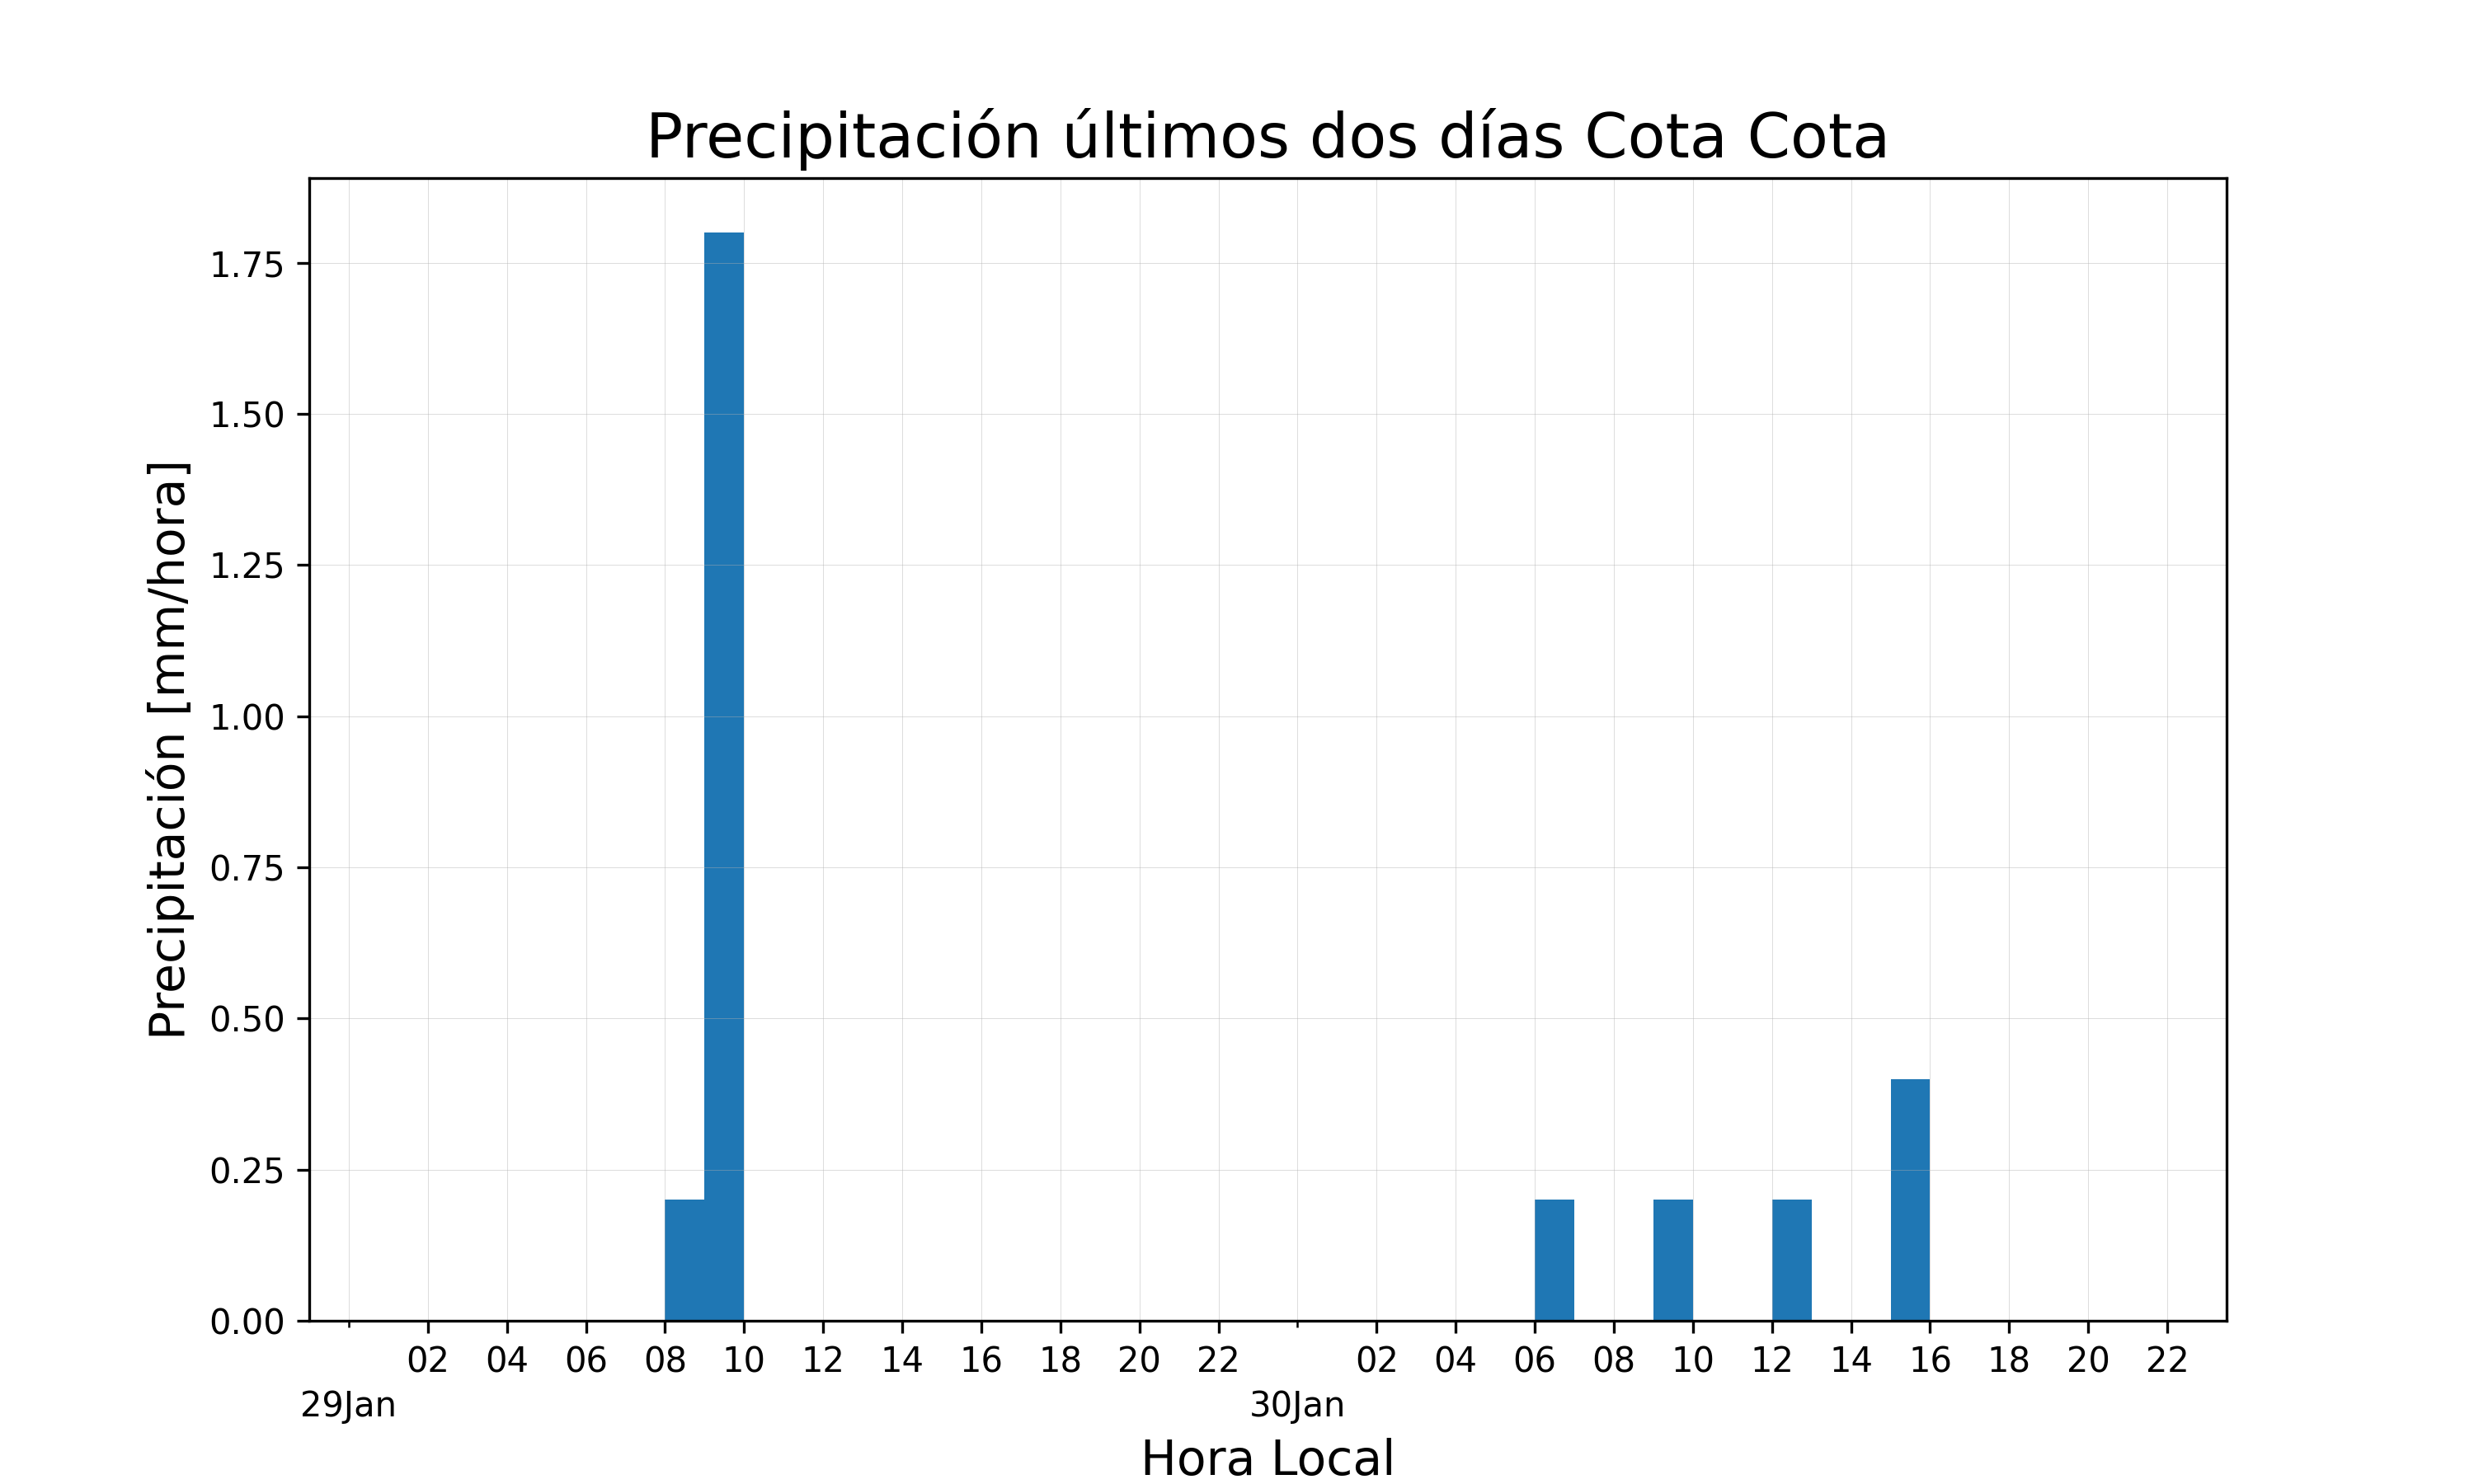 Precipitación últimos dos días Cota Cota
Precipitación [mm/hora]
1.75
1.50
1.25
1.00
0.75
0.50
0.25
0.00
02 04 06 08 10 12 14 16 18 20 22 02 04 06 08 10 12 14 16 18 20 22
29Jan 30Jan
Hora Local